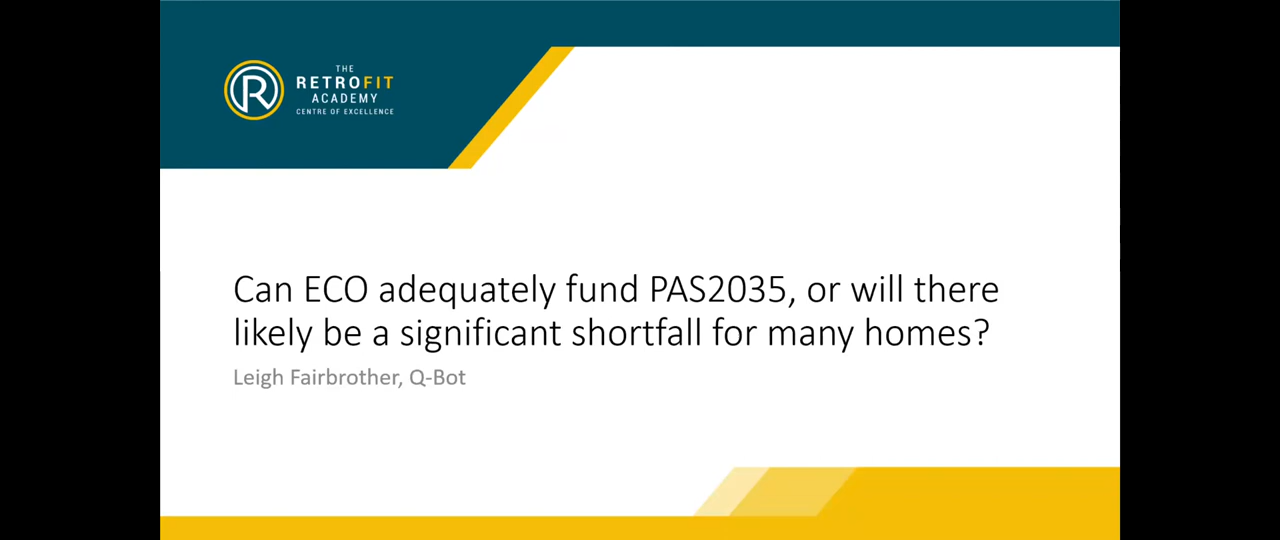 R
THE
RETROFIT
ACADEMY
CENTRE OF EXCELLENCE
Can ECO adequately fund PAS2035, or will there
likely be a significant shortfall for many homes?
Leigh Fairbrother, Q-Bot